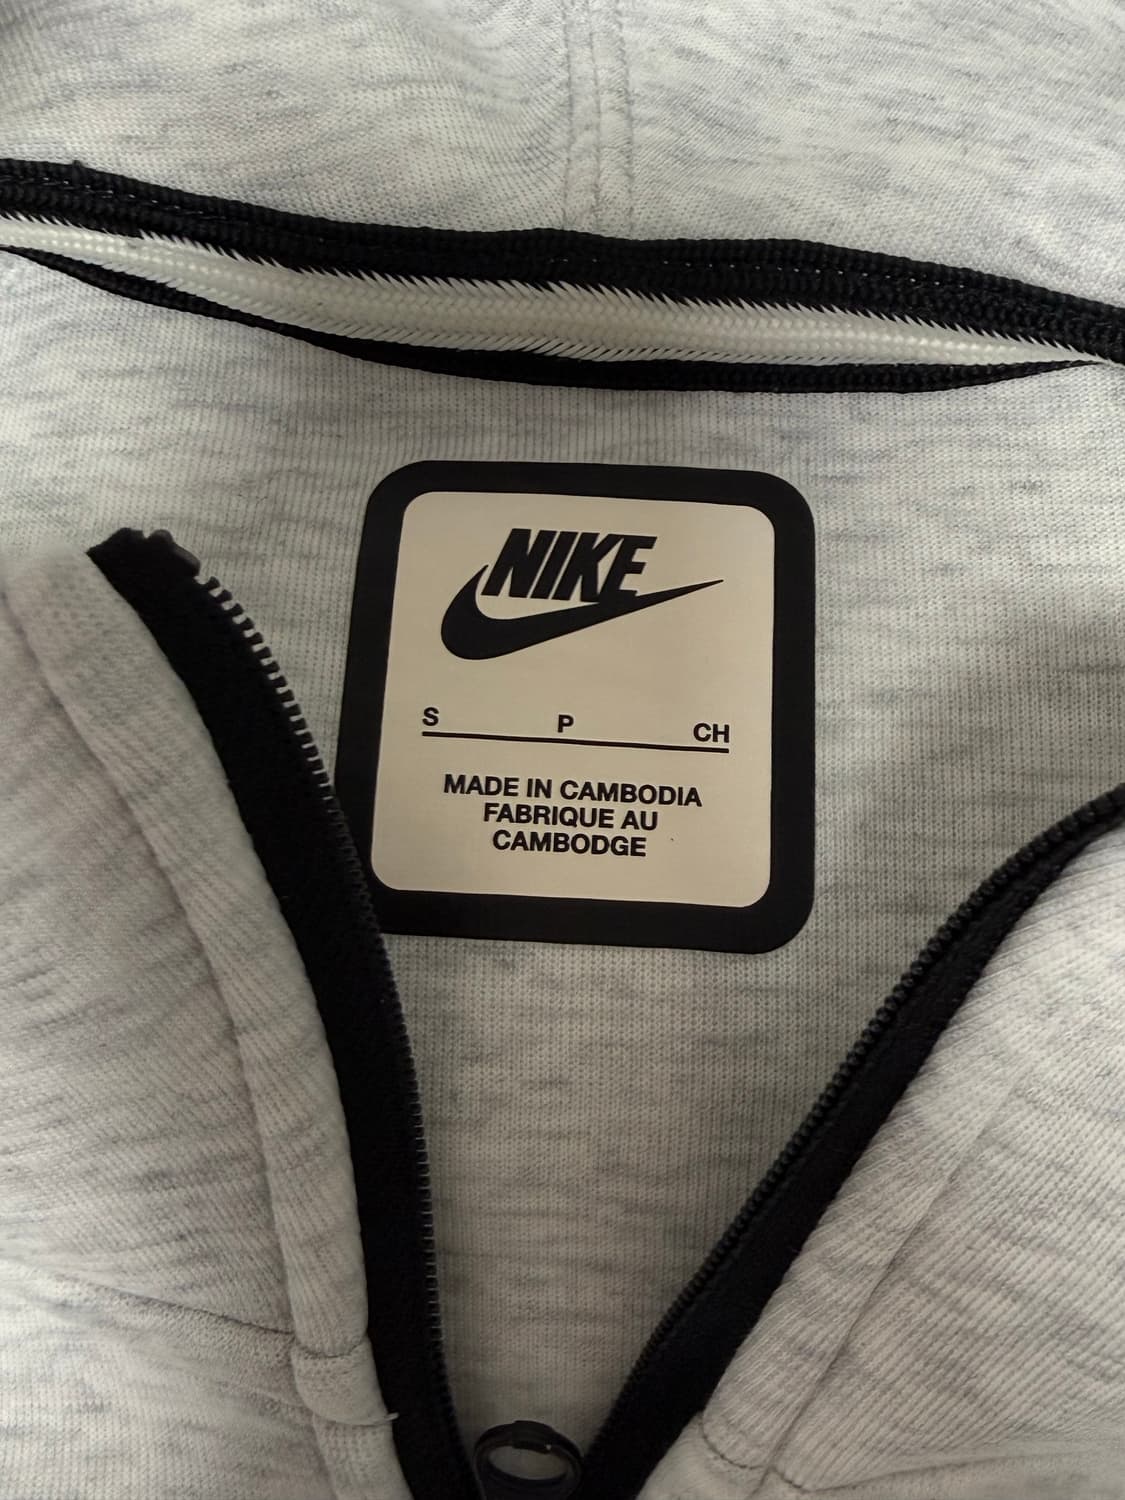 NIKE
S P CH
MADE IN CAMBODIA
FABRIQUE AU
CAMBODGE